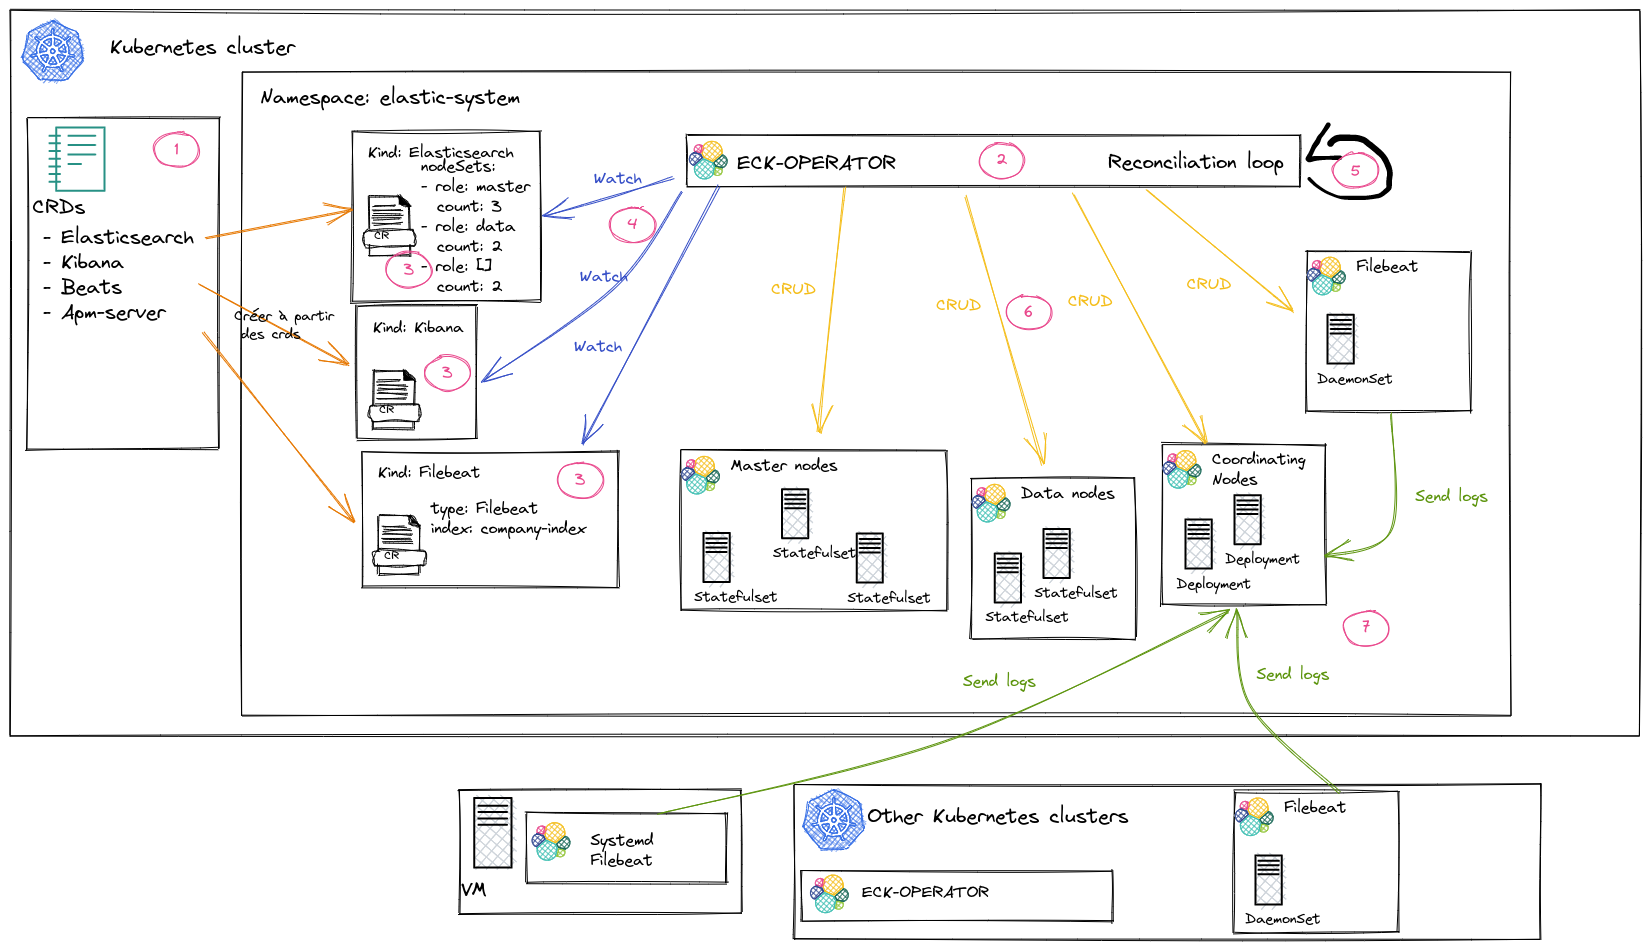 Kubernetes cluster
Namespace: elastic-system
1
CRDs
- Elasticsearch
- Kibana
- Beats
- Apm-server
Créer à partir
des crds
Kind: Elasticsearch
nodeSets:
- role: master
count: 3
- role: data
count: 2
- role: []
count: 2
CR
3
Kind: Kibana
3
CR
Kind: Filebeat
3
type: Filebeat
index: company-index
CR
ECK-OPERATOR
2
Reconciliation loop
5
Watch
4
Watch
Watch
CRUD
CRUD
6
CRUD
CRUD
Filebeat
DaemonSet
Master nodes
Statefulset
Statefulset
Statefulset
Data nodes
Statefulset
Statefulset
Coordinating
Nodes
Deployment
Deployment
Send logs
7
Send logs
Send logs
VM
Systemd
Filebeat
Other Kubernetes clusters
ECK-OPERATOR
Filebeat
DaemonSet